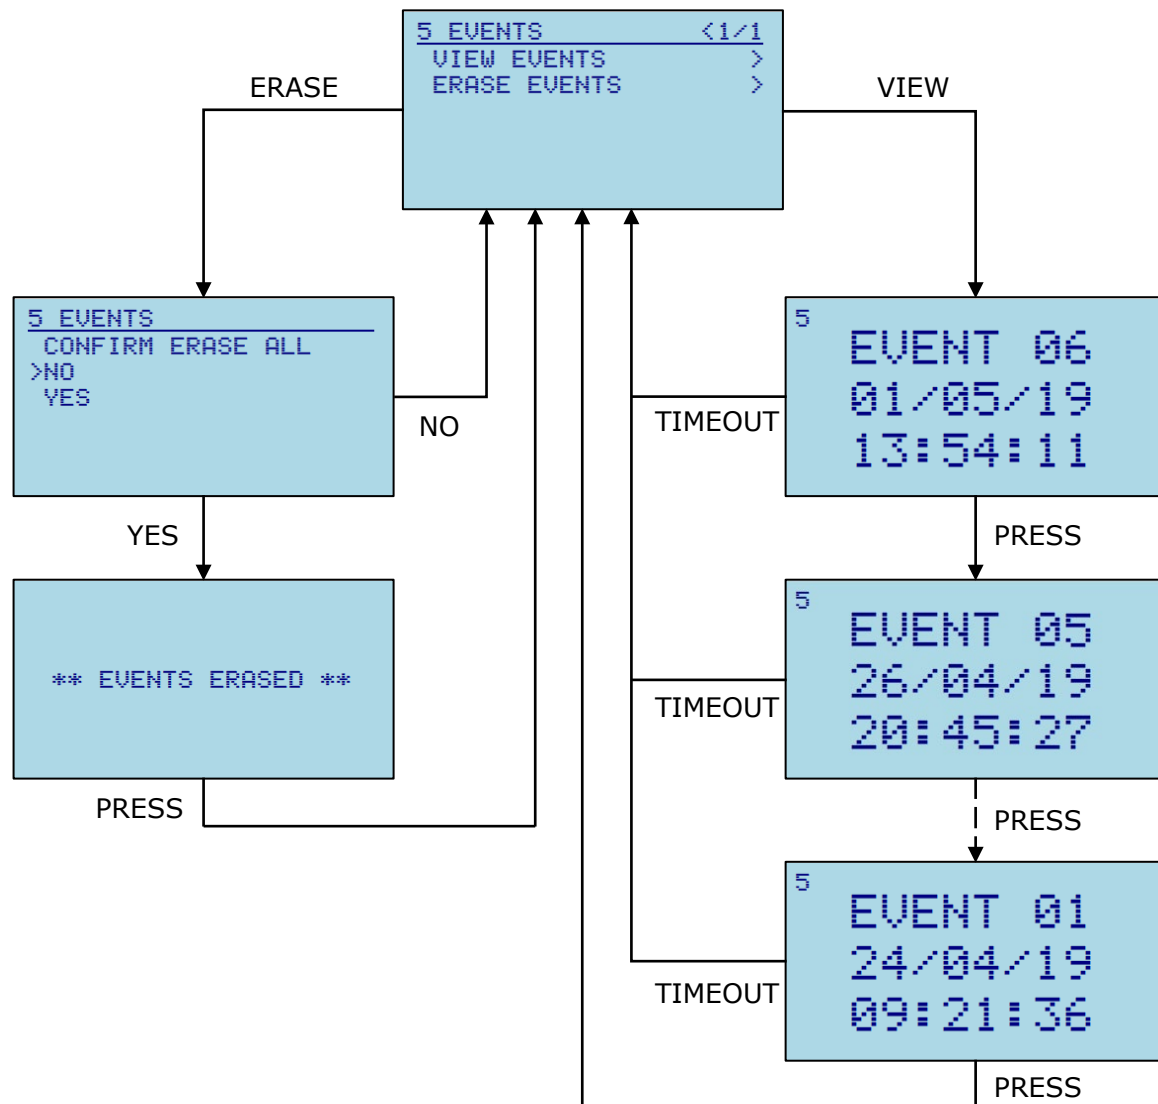 5 EVENTS <1/1
VIEW EVENTS >
ERASE EVENTS >
ERASE
VIEW
5 EVENTS
CONFIRM ERASE ALL
>NO
YES
NO
YES
** EVENTS ERASED **
PRESS
5
EVENT 06
01/05/19
13:54:11
TIMEOUT
PRESS
5
EVENT 05
26/04/19
20:45:27
TIMEOUT
PRESS
5
EVENT 01
24/04/19
09:21:36
TIMEOUT
PRESS